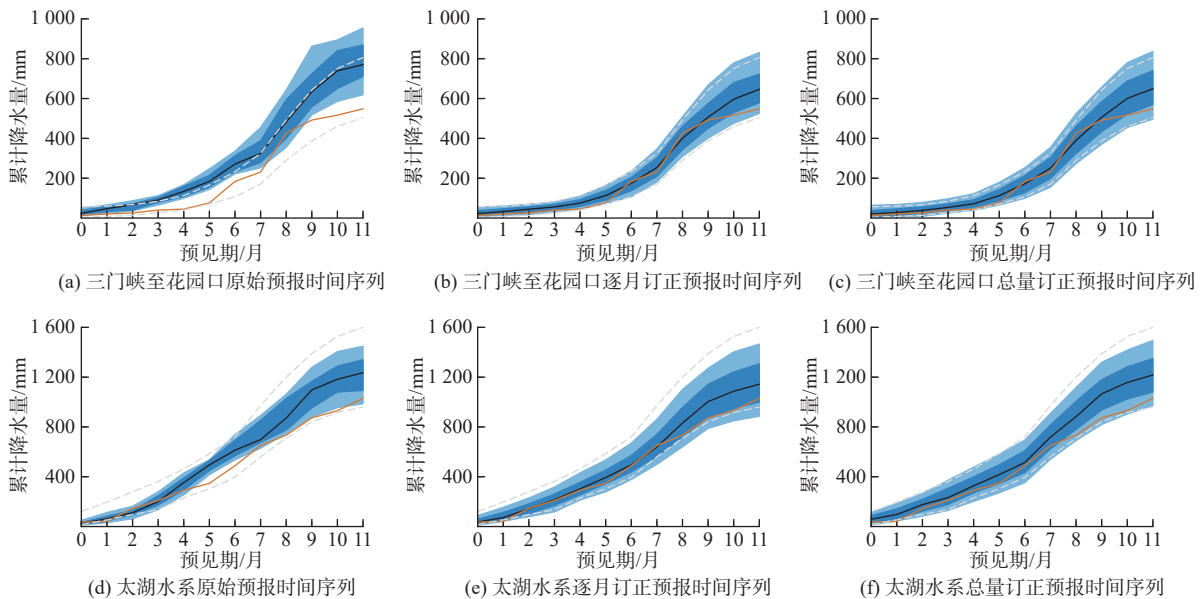 1 000
800
600
400
200
累计降水量/mm
0 1 2 3 4 5 6 7 8 9 10 11
预见期/月
(a) 三门峡至花园口原始预报时间序列
1 000
800
600
400
200
累计降水量/mm
0 1 2 3 4 5 6 7 8 9 10 11
预见期/月
(b) 三门峡至花园口逐月订正预报时间序列
1 000
800
600
400
200
累计降水量/mm
0 1 2 3 4 5 6 7 8 9 10 11
预见期/月
(c) 三门峡至花园口总量订正预报时间序列
1 600
1 200
800
400
累计降水量/mm
0 1 2 3 4 5 6 7 8 9 10 11
预见期/月
(d) 太湖水系原始预报时间序列
1 600
1 200
800
400
累计降水量/mm
0 1 2 3 4 5 6 7 8 9 10 11
预见期/月
(e) 太湖水系逐月订正预报时间序列
1 600
1 200
800
400
累计降水量/mm
0 1 2 3 4 5 6 7 8 9 10 11
预见期/月
(f) 太湖水系总量订正预报时间序列